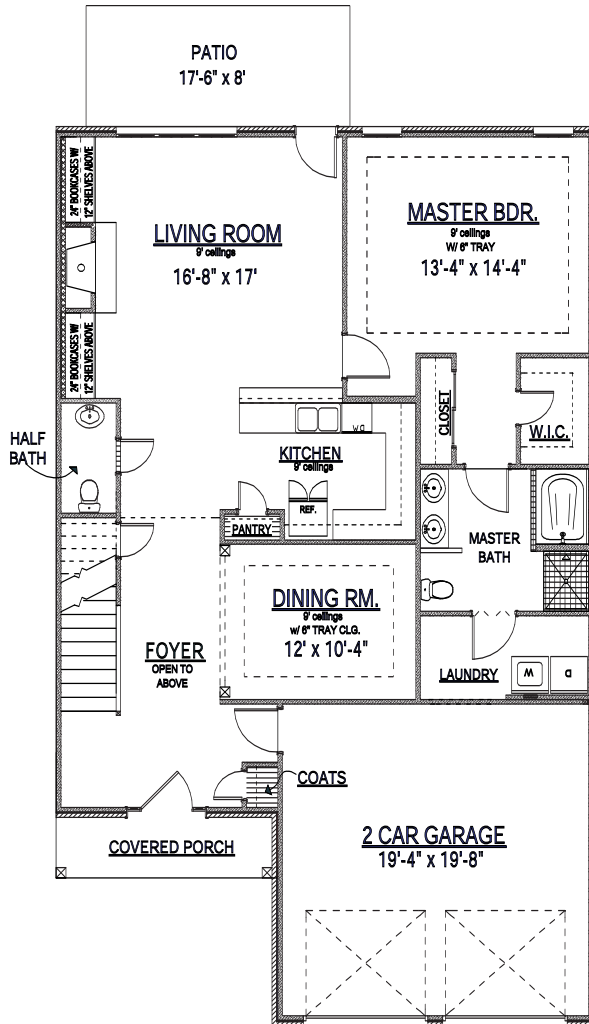 PATIO
17'-6" x 8'
24" BOOKCASES W/
12" SHELVES ABOVE
LIVING ROOM
9' ceilings
16'-8" x 17'
MASTER BDR.
9' ceilings
W/ 6" TRAY
13'-4" x 14'-4"
24" BOOKCASES W/
12" SHELVES ABOVE
CLOSET
W.I.C.
HALF
BATH
KITCHEN
9' ceilings
REF.
PANTRY
MASTER
BATH
DINING RM.
9' ceilings
w/ 6" TRAY CLG.
12' x 10'-4"
FOYER
OPEN TO
ABOVE
LAUNDRY
W
D
COATS
COVERED PORCH
2 CAR GARAGE
19'-4" x 19'-8"